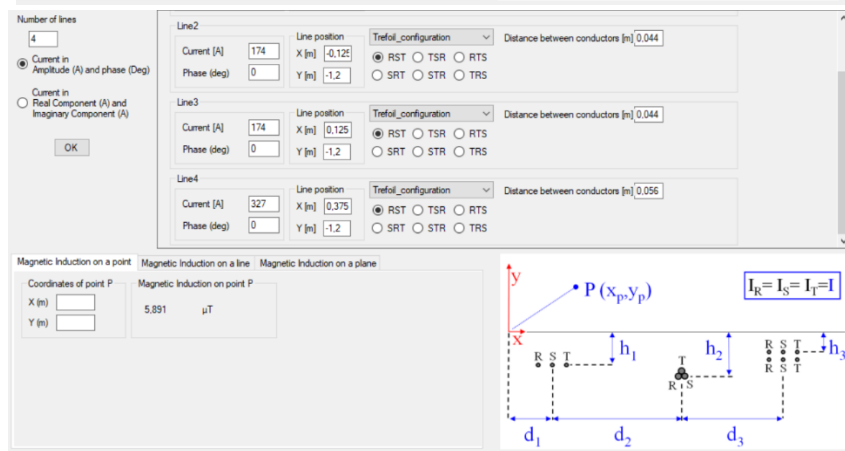 Number of lines
4
Current in
Amplitude (A) and phase (Deg)
Current in
Real Component (A) and
Imaginary Component (A)
OK
Line2
Current [A] 174
Phase (deg) 0
Line position
X [m] -0,125
Y [m] -1,2
Trefoil_configuration
RST TSR RTS
SRT STR TRS
Distance between conductors [m] 0,044
Line3
Current [A] 174
Phase (deg) 0
Line position
X [m] 0,125
Y [m] -1,2
Trefoil_configuration
RST TSR RTS
SRT STR TRS
Distance between conductors [m] 0,044
Line4
Current [A] 327
Phase (deg) 0
Line position
X [m] 0,375
Y [m] -1,2
Trefoil_configuration
RST TSR RTS
SRT STR TRS
Distance between conductors [m] 0,056
Magnetic Induction on a point Magnetic Induction on a line Magnetic Induction on a plane
Coordinates of point P
X (m)
Y (m)
Magnetic Induction on point P
5,891 µT
y
P (xp,yp)
IR= IS= IT=I
x
R S T
h1
T
R S
h2
R S T
R S T
h3
d1 d2 d3